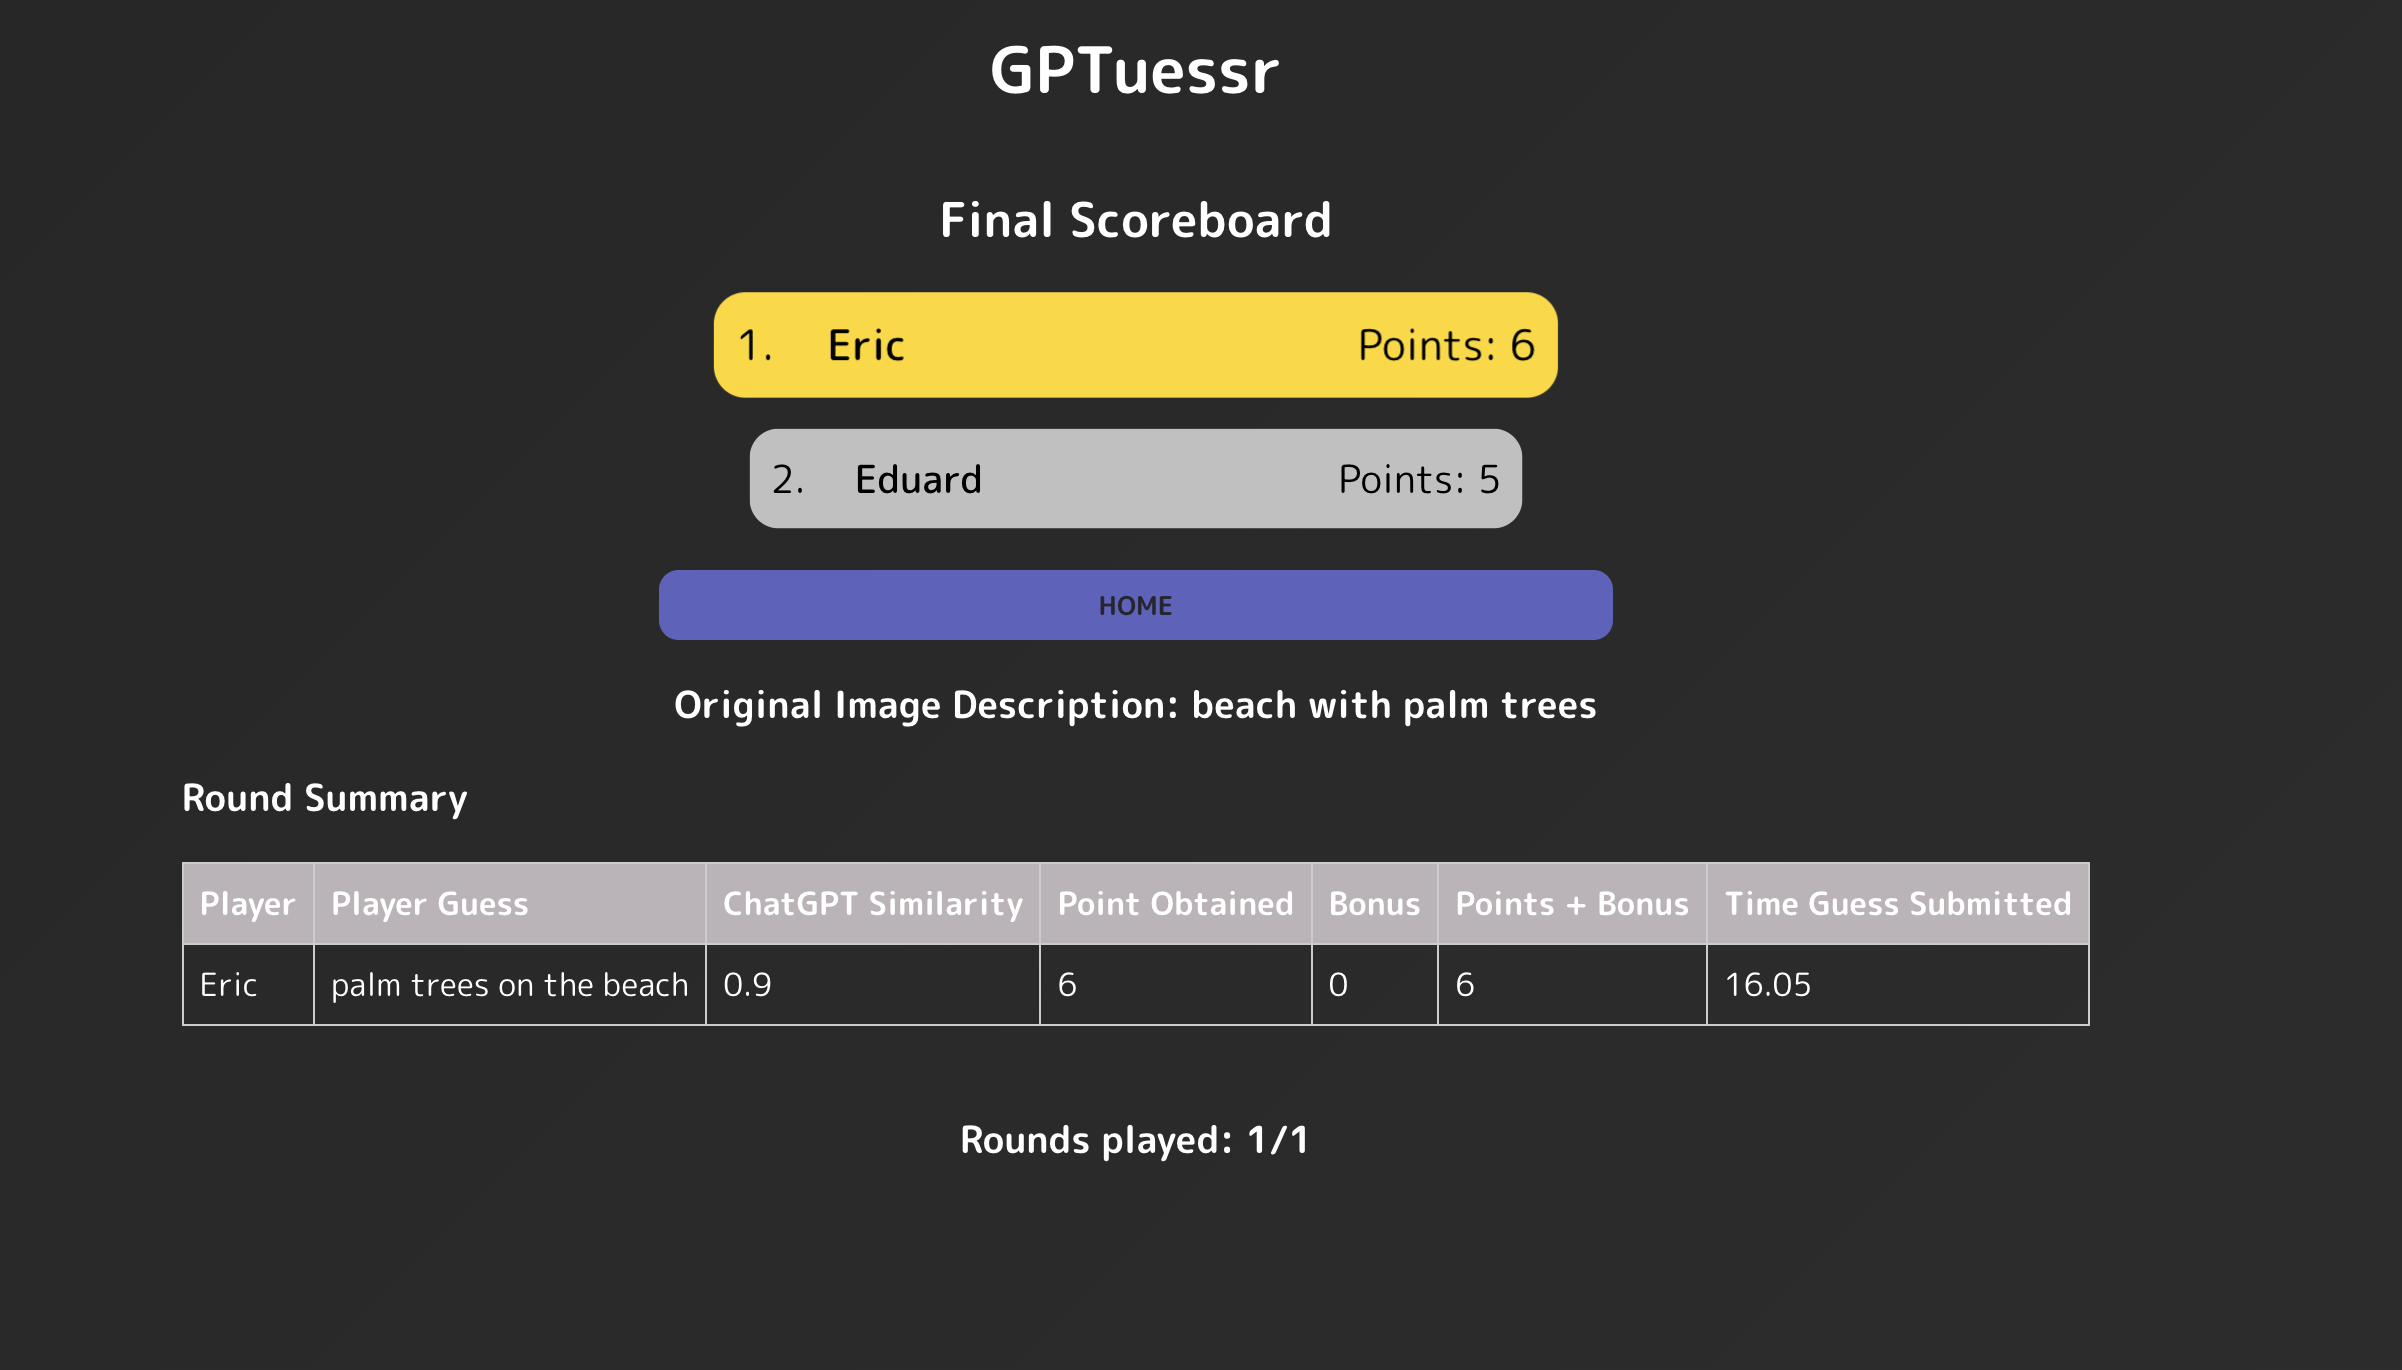 GPTuessr
Final Scoreboard
1. Eric Points: 6
2. Eduard Points: 5
HOME
Original Image Description: beach with palm trees
Round Summary
Player Player Guess ChatGPT Similarity Point Obtained Bonus Points + Bonus Time Guess Submitted
Eric palm trees on the beach 0.9 6 0 6 16.05
Rounds played: 1/1